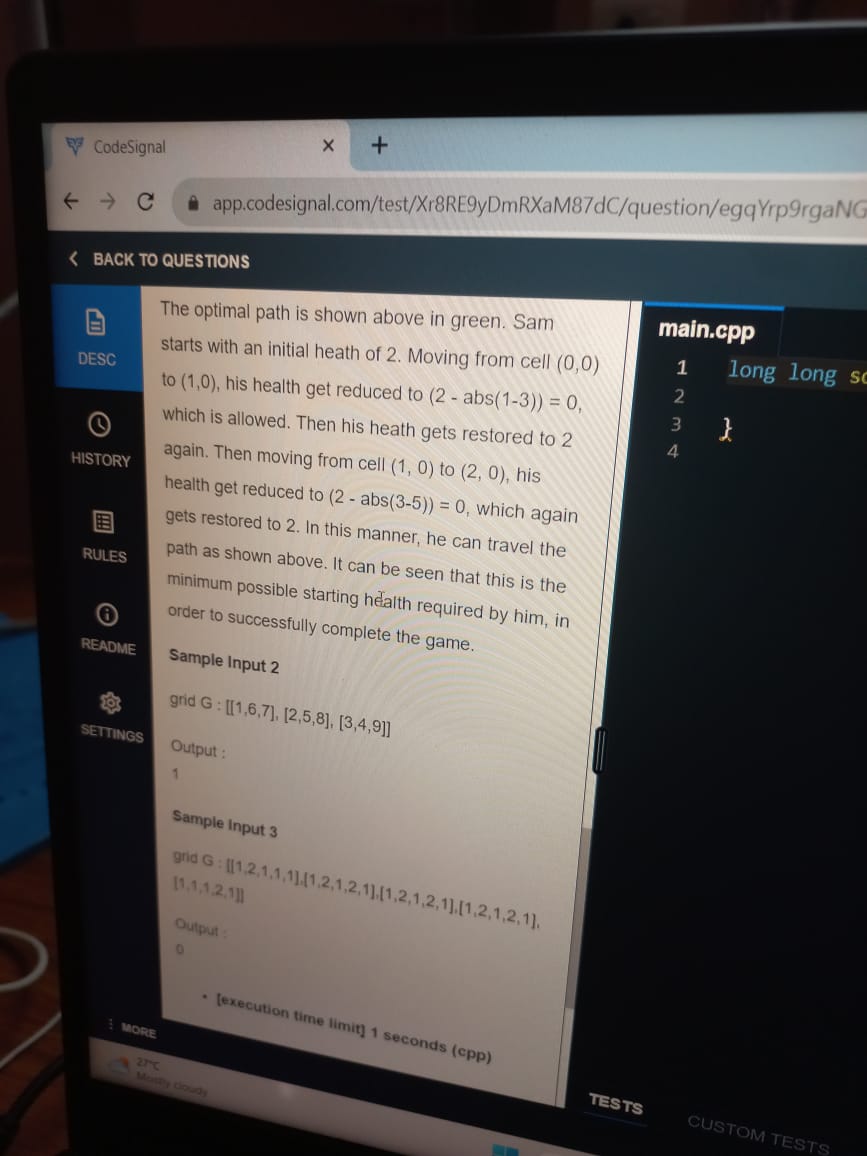 CodeSignal
app.codesignal.com/test/Xr8RE9yDmRXaM87dC/question/egqYrp9rgaNG
BACK TO QUESTIONS
DESC
HISTORY
RULES
README
SETTINGS
MORE
The optimal path is shown above in green. Sam
starts with an initial heath of 2. Moving from cell (0,0)
to (1,0), his health get reduced to (2 - abs(1-3)) = 0,
which is allowed. Then his heath gets restored to 2
again. Then moving from cell (1, 0) to (2, 0), his
health get reduced to (2 - abs(3-5)) = 0, which again
gets restored to 2. In this manner, he can travel the
path as shown above. It can be seen that this is the
minimum possible starting health required by him, in
order to successfully complete the game.
Sample Input 2
grid G : [[1,6,7], [2,5,8], [3,4,9]]
Output :
1
Sample Input 3
grid G : [[1,2,1,1,1],[1,2,1,2,1],[1,2,1,2,1],[1,2,1,2,1],
[1,1,1,2,1]]
Output :
0
• [execution time limit] 1 seconds (cpp)
main.cpp
1 long long
2
3 }
4
TESTS
CUSTOM TESTS
27°C
Mostly cloudy